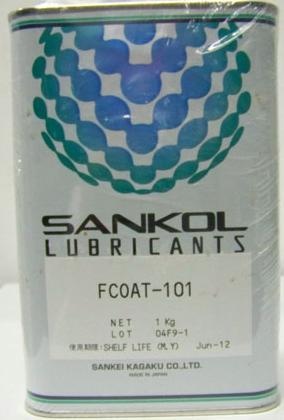 SANKOL
LUBRICANTS
FCOAT-101
NET 1 Kg
LOT 04F9-1
使用期限:SHELF LIFE (M,Y) Jun-12
SANKEI KAGAKU CO.,LTD.
MADE IN JAPAN